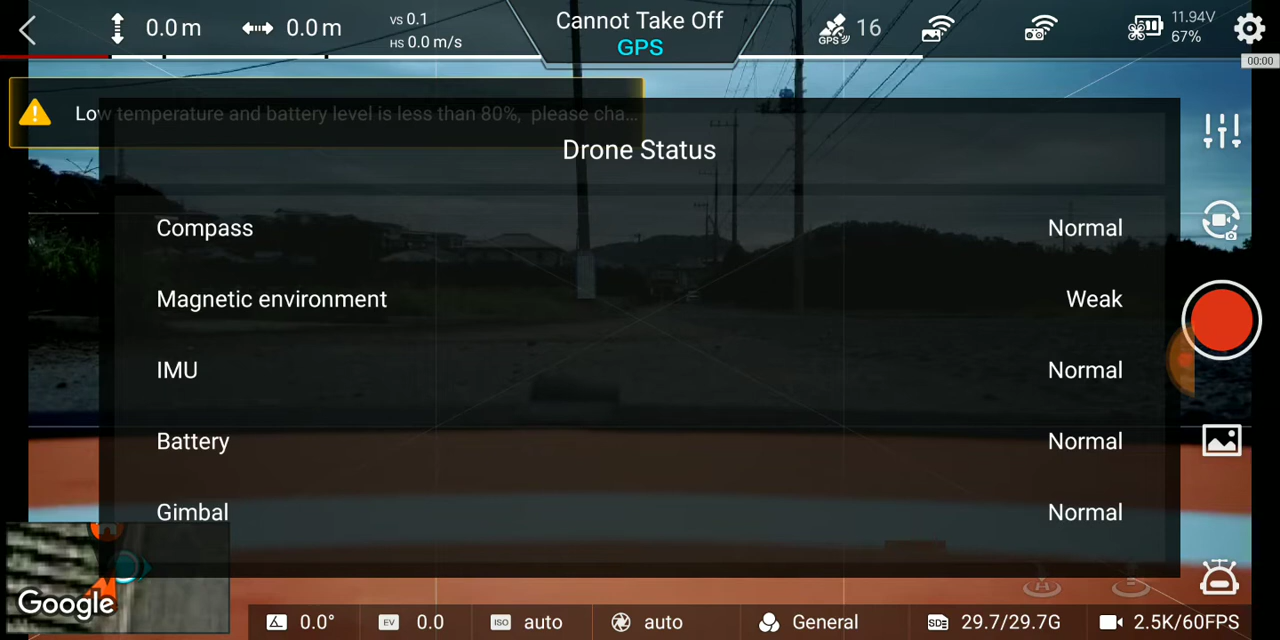 0.0 m
0.0 m
VS 0.1
HS 0.0 m/s
Cannot Take Off
GPS
GPS
16
11.94V
67%
00:00
Low temperature and battery level is less than 80%, please cha...
Drone Status
Compass Normal
Magnetic environment Weak
IMU Normal
Battery Normal
Gimbal Normal
Google
0.0°
EV 0.0
ISO auto
auto
General
SD 29.7/29.7G
2.5K/60FPS